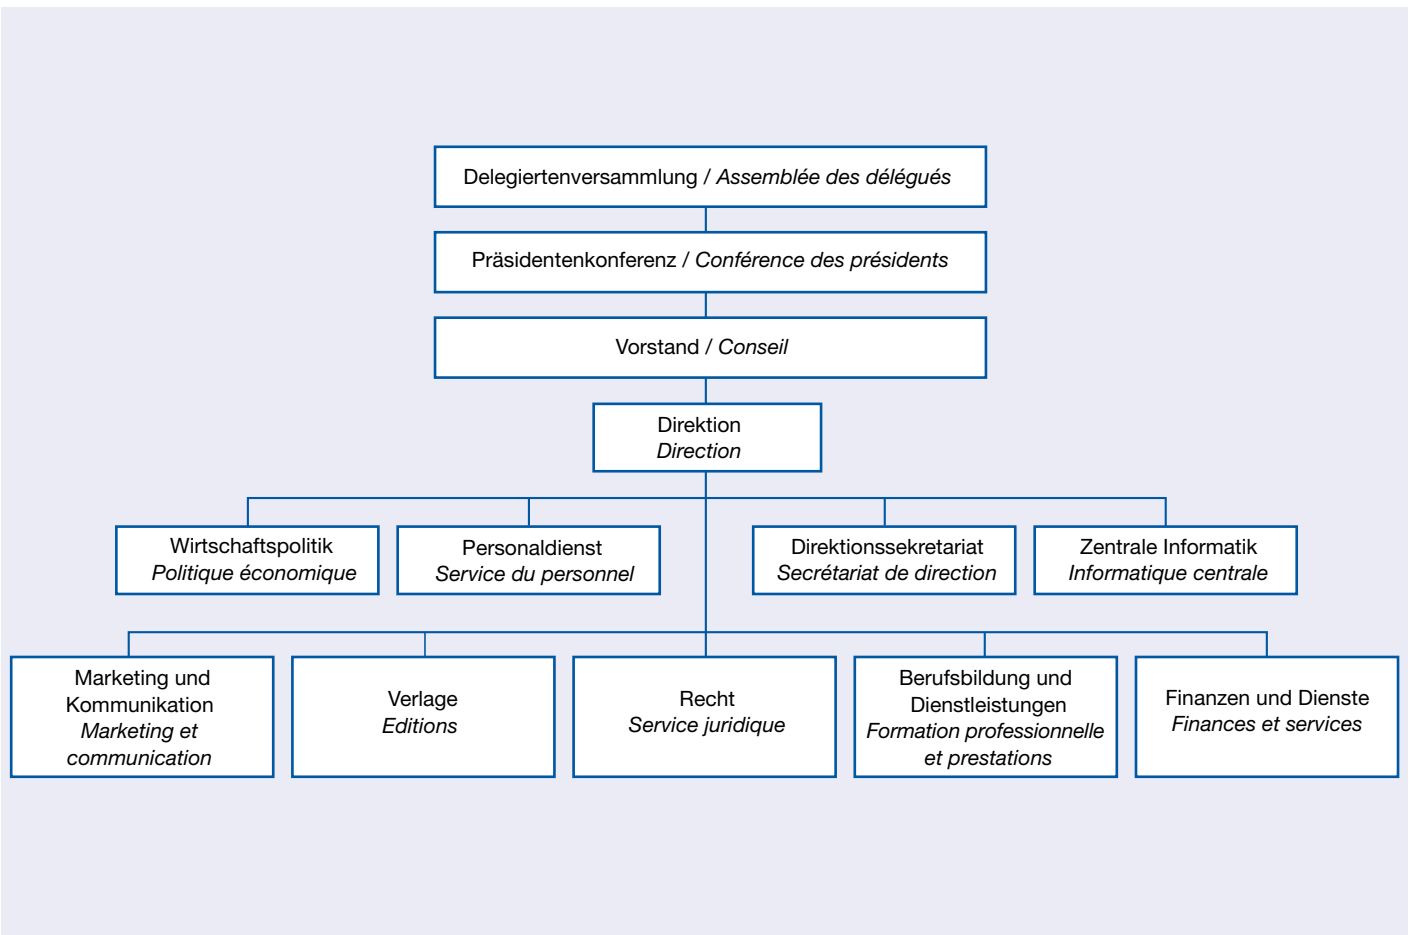 Delegiertenversammlung / Assemblée des délégués
Präsidentenkonferenz / Conférence des présidents
Vorstand / Conseil
Direktion
Direction
Wirtschaftspolitik
Politique économique
Personaldienst
Service du personnel
Direktionssekretariat
Secrétariat de direction
Zentrale Informatik
Informatique centrale
Marketing und
Kommunikation
Marketing et
communication
Verlage
Editions
Recht
Service juridique
Berufsbildung und
Dienstleistungen
Formation professionnelle
et prestations
Finanzen und Dienste
Finances et services